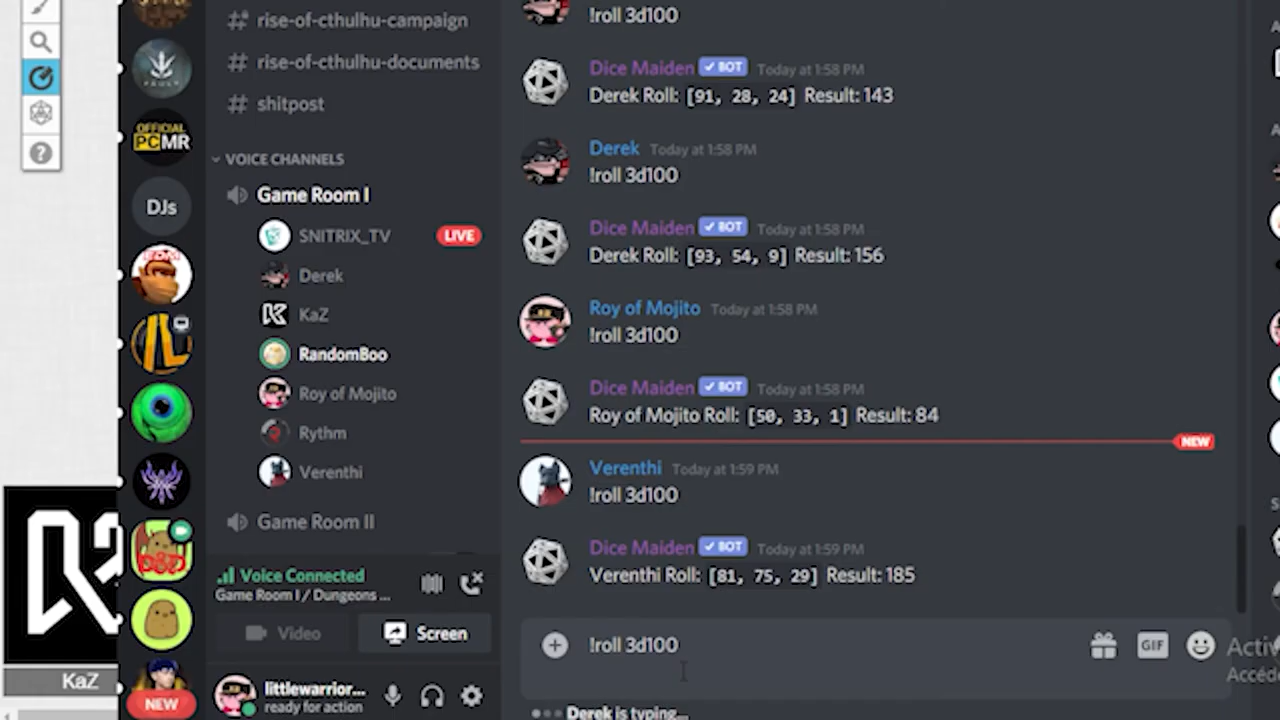 # rise-of-cthulhu-campaign
# rise-of-cthulhu-documents
# shitpost
VOICE CHANNELS
Game Room I
SNITRIX_TV LIVE
Derek
KaZ
RandomBoo
Roy of Mojito
Rythm
Verenthi
Game Room II
Voice Connected
Game Room I / Dungeons ...
Video
Screen
littlewarrior...
ready for action
FAULT
OFFICIAL
PCMR
DJs
NEW
KaZ
!roll 3d100
Dice Maiden BOT Today at 1:58 PM
Derek Roll: [91, 28, 24] Result: 143
Derek Today at 1:58 PM
!roll 3d100
Dice Maiden BOT Today at 1:58 PM
Derek Roll: [93, 54, 9] Result: 156
Roy of Mojito Today at 1:58 PM
!roll 3d100
Dice Maiden BOT Today at 1:58 PM
Roy of Mojito Roll: [50, 33, 1] Result: 84
NEW
Verenthi Today at 1:59 PM
!roll 3d100
Dice Maiden BOT Today at 1:59 PM
Verenthi Roll: [81, 75, 29] Result: 185
!roll 3d100
GIF
Activ
Accéd
Derek is typing...